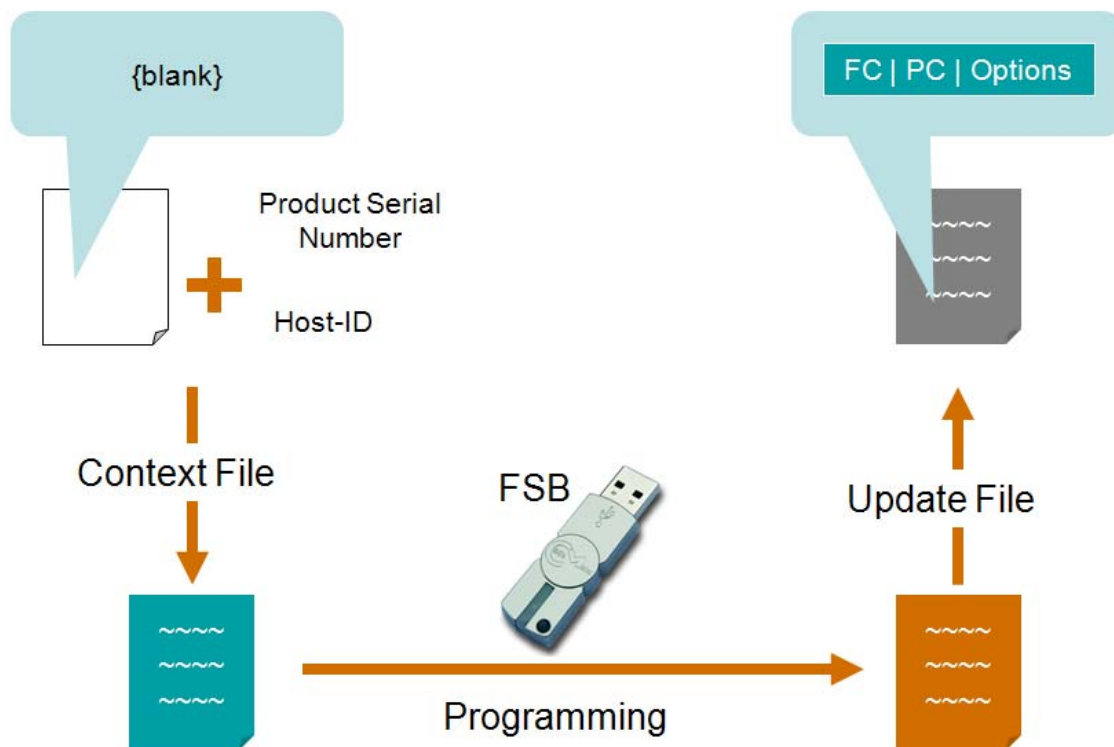 {blank}
FC | PC | Options
Product Serial
Number
Host-ID
Context File
FSB
Update File
~~~~
~~~~
~~~~
~~~~
~~~~
~~~~
~~~~
~~~~
~~~~
Programming